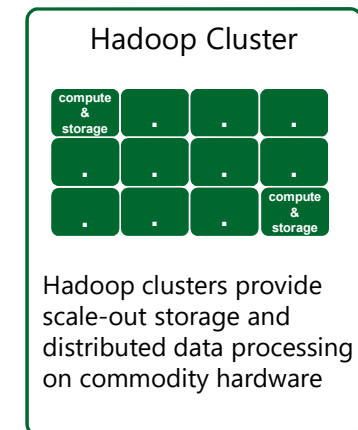 Hadoop Cluster
compute
&
storage
. . .
. . . .
. . .
compute
&
storage
Hadoop clusters provide
scale-out storage and
distributed data processing
on commodity hardware